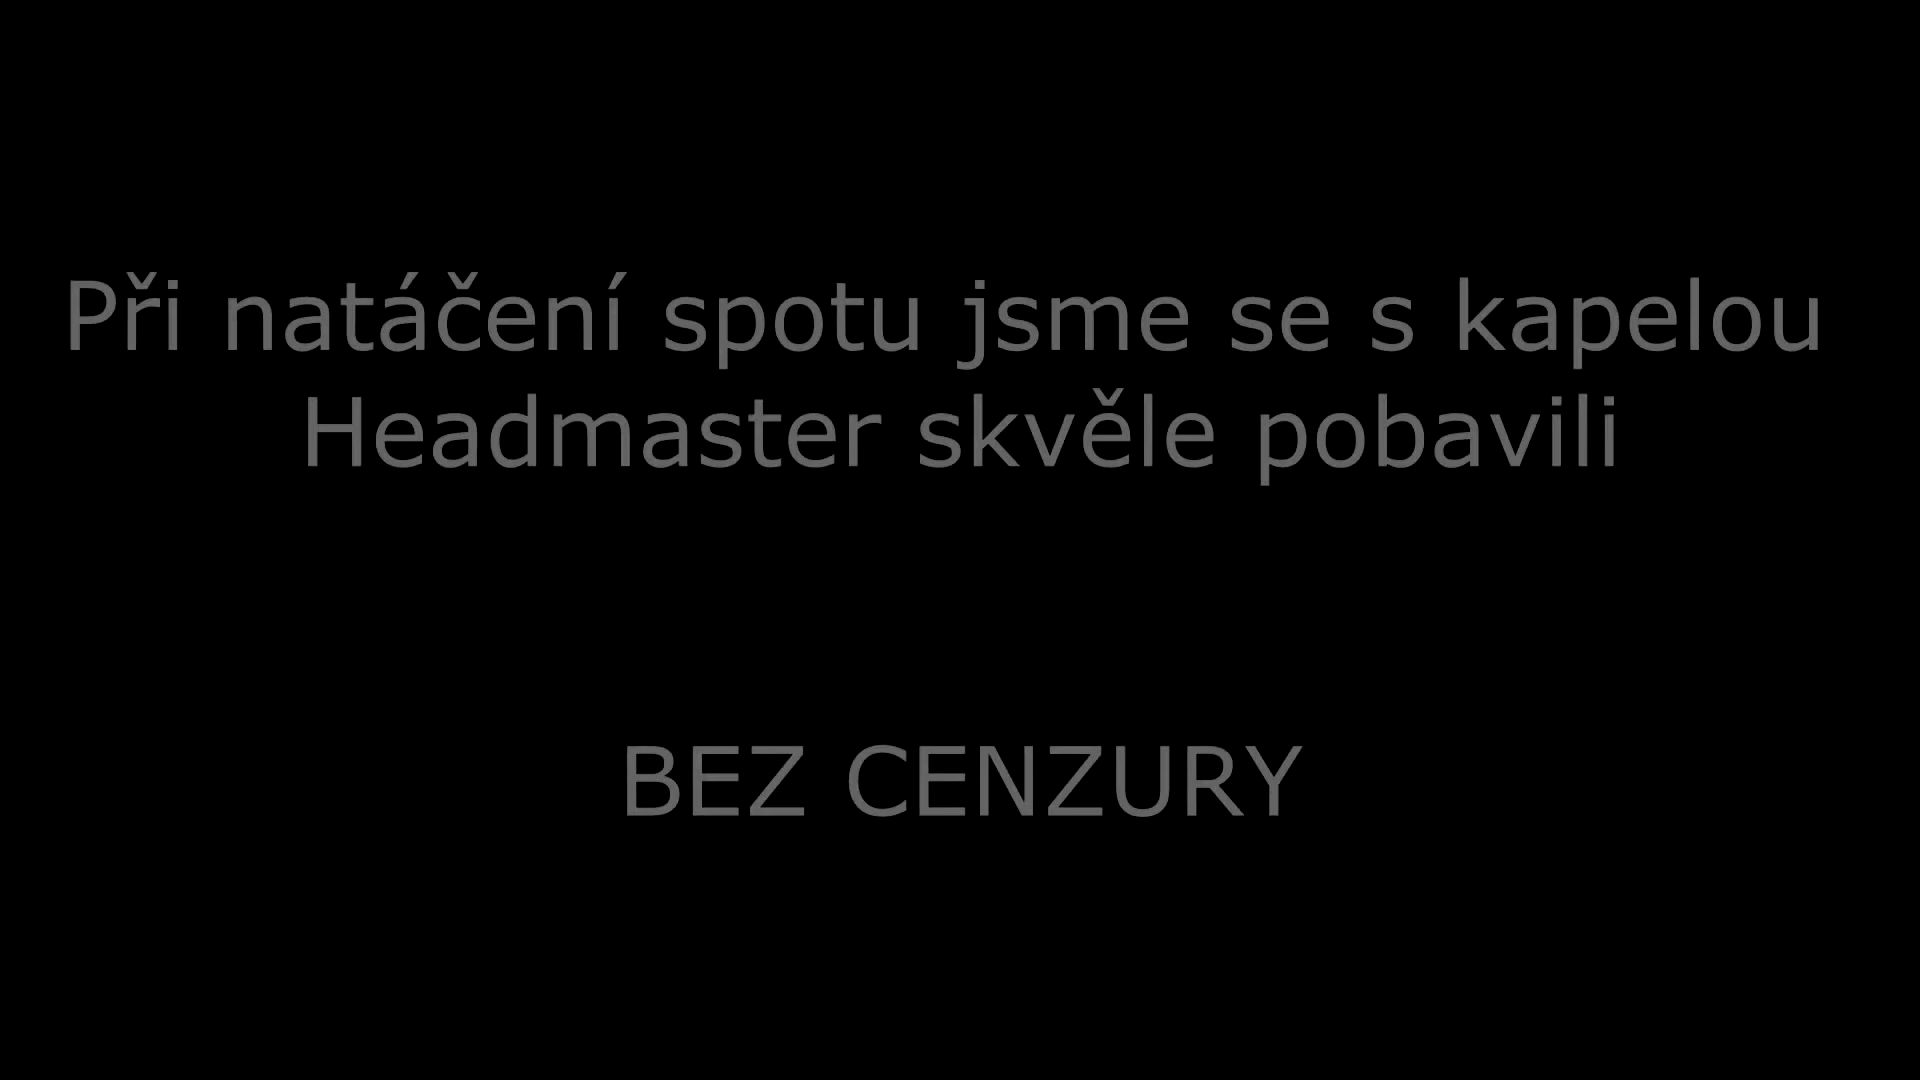 Při natáčení spotu jsme se s kapelou
Headmaster skvěle pobavili
BEZ CENZURY